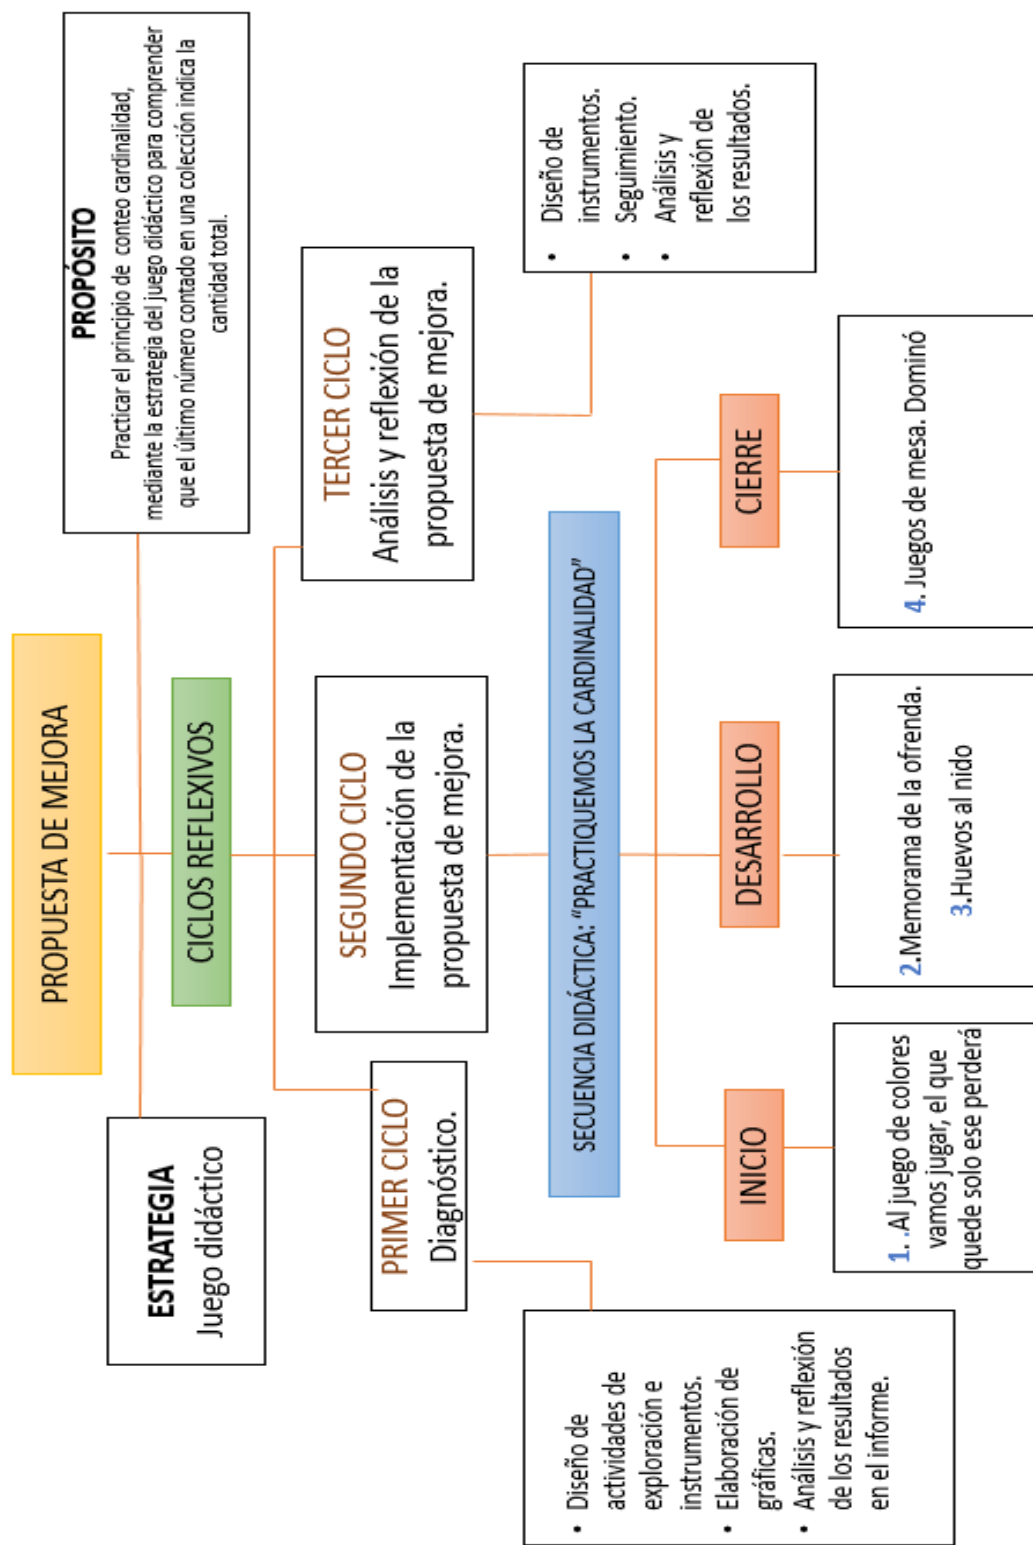 PROPUESTA DE MEJORA
ESTRATEGIA
Juego didáctico
PROPÓSITO
Practicar el principio de conteo cardinalidad,
mediante la estrategia del juego didáctico para comprender
que el último número contado en una colección indica la
cantidad total.
CICLOS REFLEXIVOS
PRIMER CICLO
Diagnóstico.
SEGUNDO CICLO
Implementación de la
propuesta de mejora.
TERCER CICLO
Análisis y reflexión de la
propuesta de mejora.
• Diseño de
actividades de
exploración e
instrumentos.
• Elaboración de
gráficas.
• Análisis y reflexión
de los resultados
en el informe.
• Diseño de
instrumentos.
• Seguimiento.
• Análisis y
reflexión de
los resultados.
SECUENCIA DIDÁCTICA: “PRACTIQUEMOS LA CARDINALIDAD”
INICIO
DESARROLLO
CIERRE
1. .Al juego de colores
vamos jugar, el que
quede solo ese perderá
2.Memorama de la ofrenda.
3.Huevos al nido
4. Juegos de mesa. Dominó